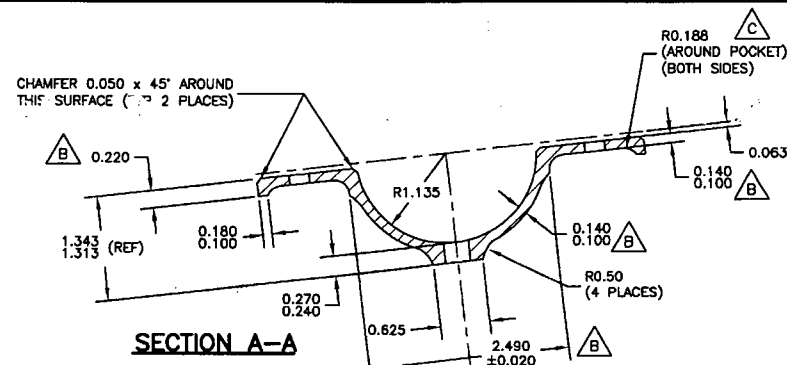 C
R0.188
(AROUND POCKET)
(BOTH SIDES)
CHAMFER 0.050 x 45° AROUND
THIS SURFACE ( 2 PLACES)
B 0.220
0.063
0.140
0.100 B
R1.135
0.180
0.100
0.140
0.100 B
1.343
1.313 (REF)
R0.50
(4 PLACES)
0.270
0.240
0.625
2.490
±0.020
B
SECTION A-A